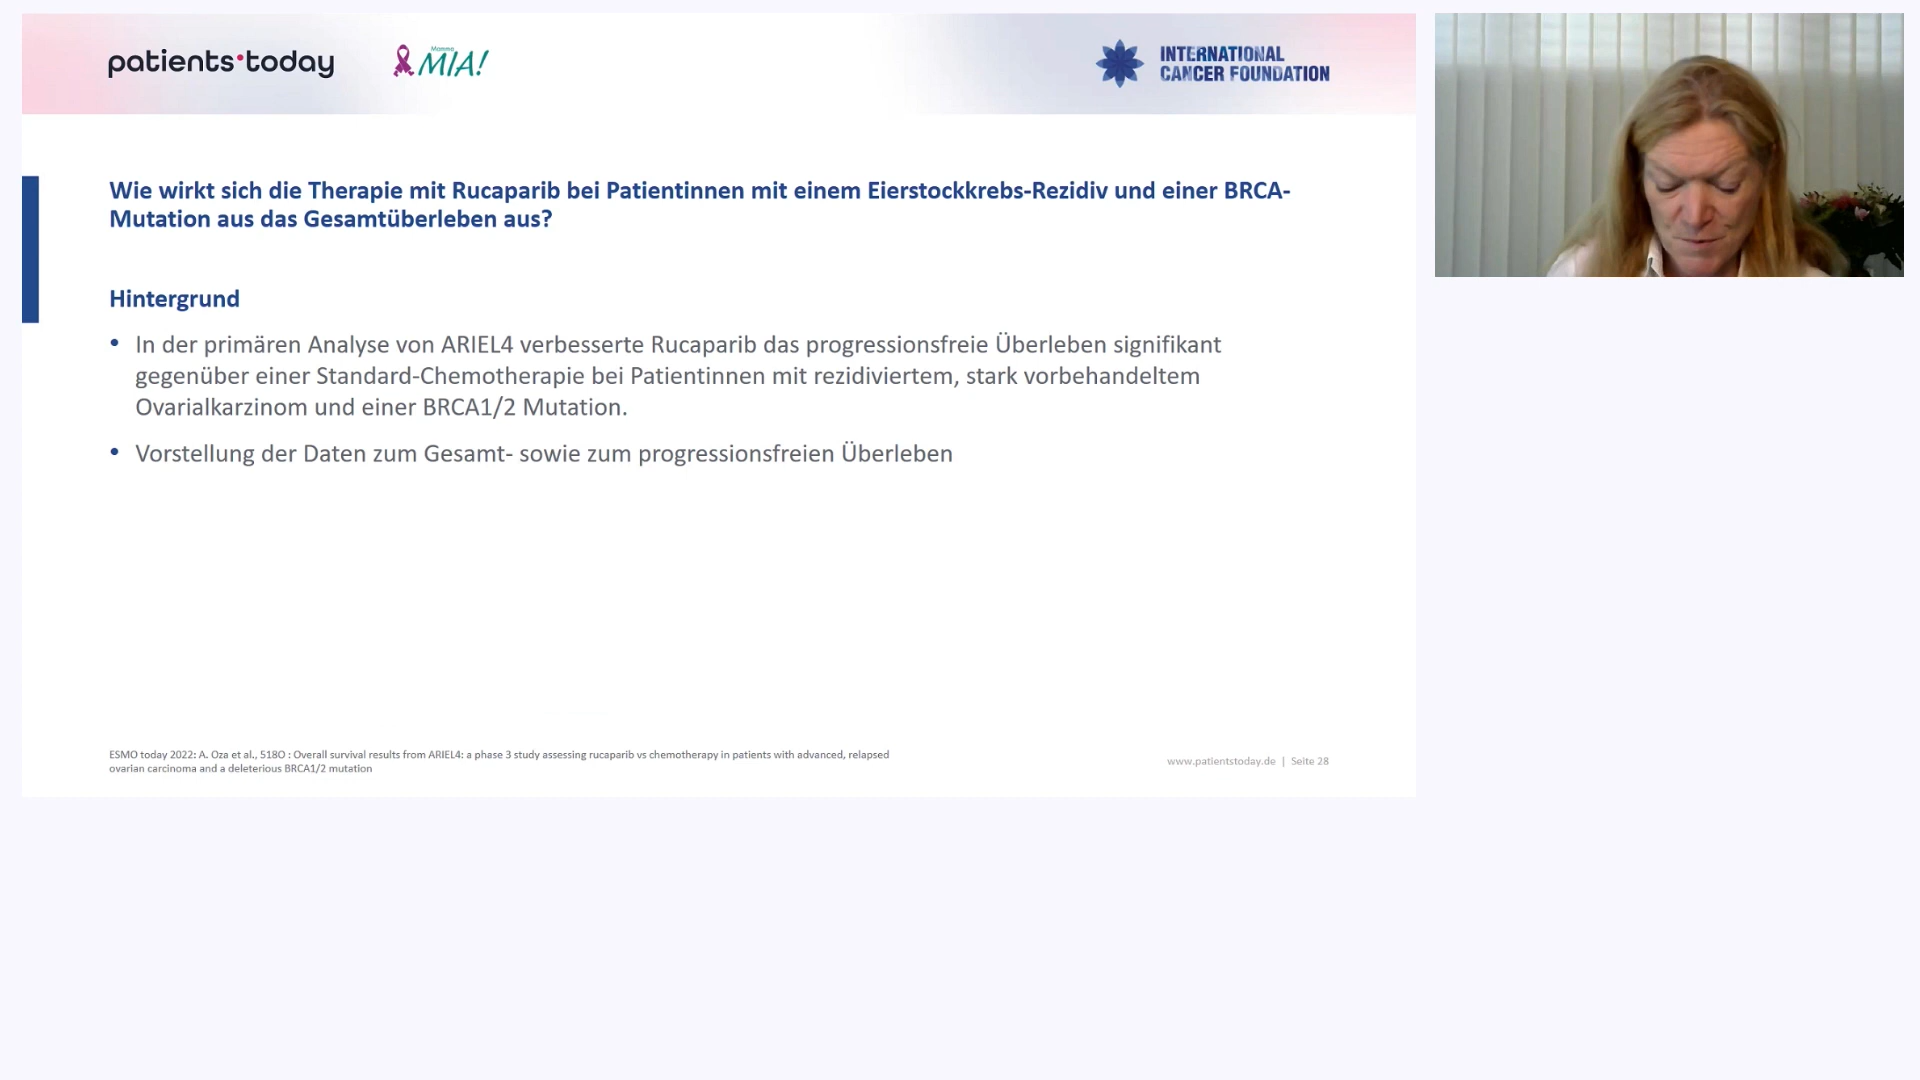 patients·today
Mamma
MIA!
INTERNATIONAL
CANCER FOUNDATION
Wie wirkt sich die Therapie mit Rucaparib bei Patientinnen mit einem Eierstockkrebs-Rezidiv und einer BRCA-
Mutation aus das Gesamtüberleben aus?
Hintergrund
• In der primären Analyse von ARIEL4 verbesserte Rucaparib das progressionsfreie Überleben signifikant
gegenüber einer Standard-Chemotherapie bei Patientinnen mit rezidiviertem, stark vorbehandeltem
Ovarialkarzinom und einer BRCA1/2 Mutation.
• Vorstellung der Daten zum Gesamt- sowie zum progressionsfreien Überleben
ESMO today 2022: A. Oza et al., 518O : Overall survival results from ARIEL4: a phase 3 study assessing rucaparib vs chemotherapy in patients with advanced, relapsed
ovarian carcinoma and a deleterious BRCA1/2 mutation
www.patientstoday.de | Seite 28